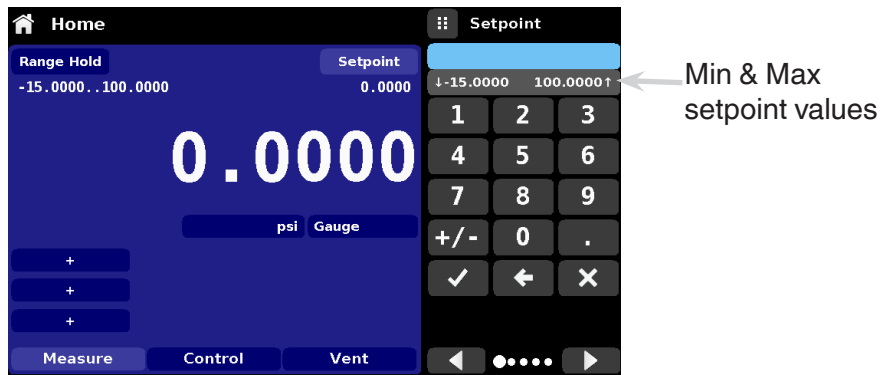 Home
Setpoint
Range Hold
Setpoint
-15.0000..100.0000
0.0000
↓-15.0000 100.0000↑
Min & Max
setpoint values
0.0000
1 2 3
4 5 6
7 8 9
+/- 0 .
psi Gauge
+
+
+
Measure Control Vent